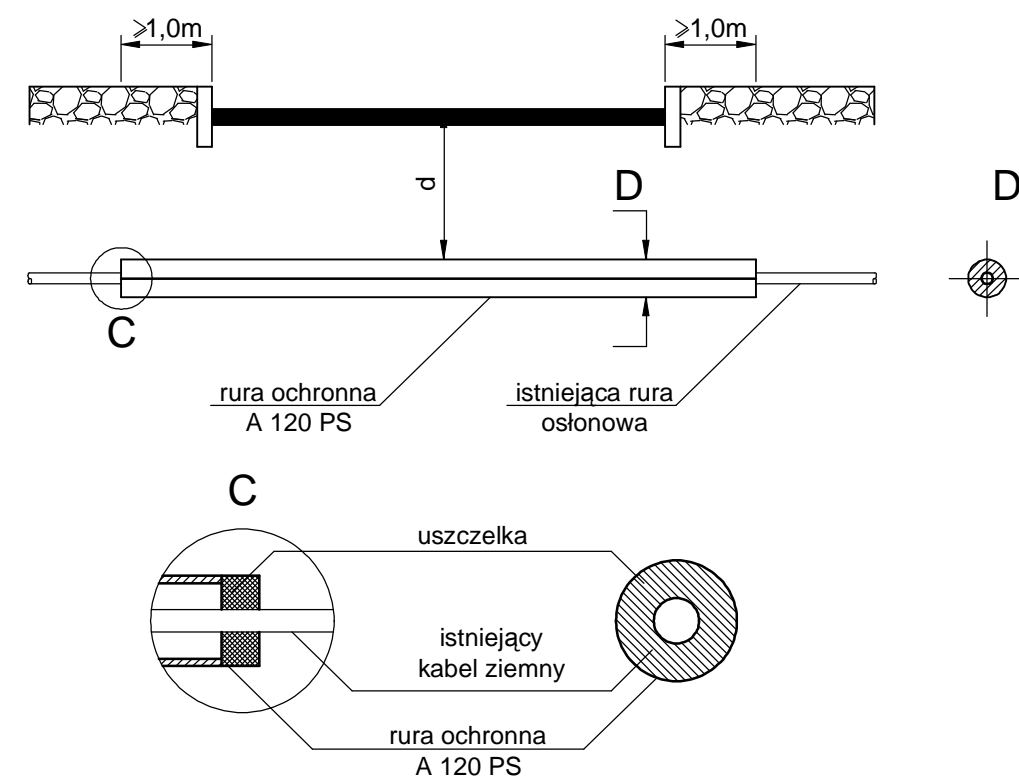 ⩾1,0m
⩾1,0m
d
D
D
C
rura ochronna
A 120 PS
istniejąca rura
osłonowa
C
uszczelka
istniejący
kabel ziemny
rura ochronna
A 120 PS